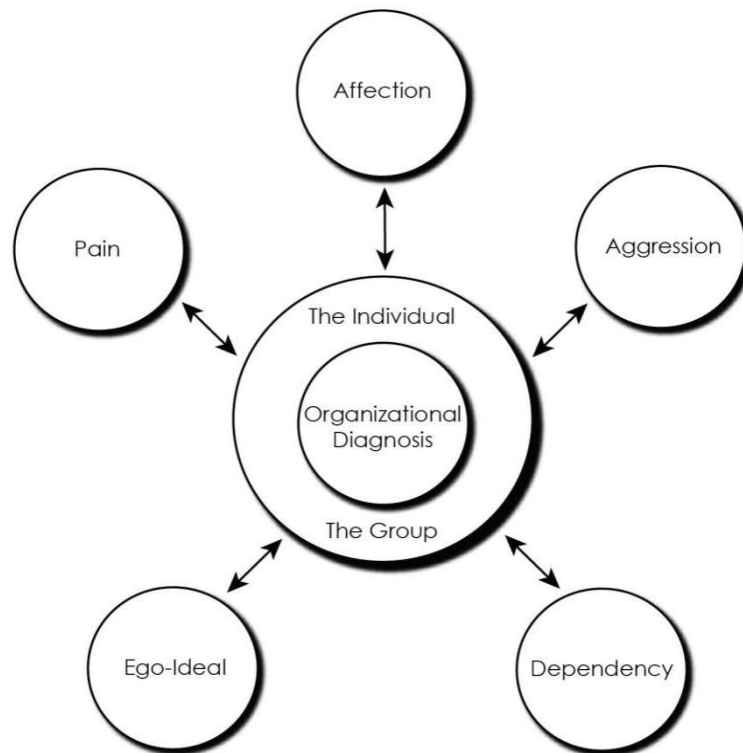 Affection
Pain
Aggression
The Individual
Organizational
Diagnosis
The Group
Ego-Ideal
Dependency